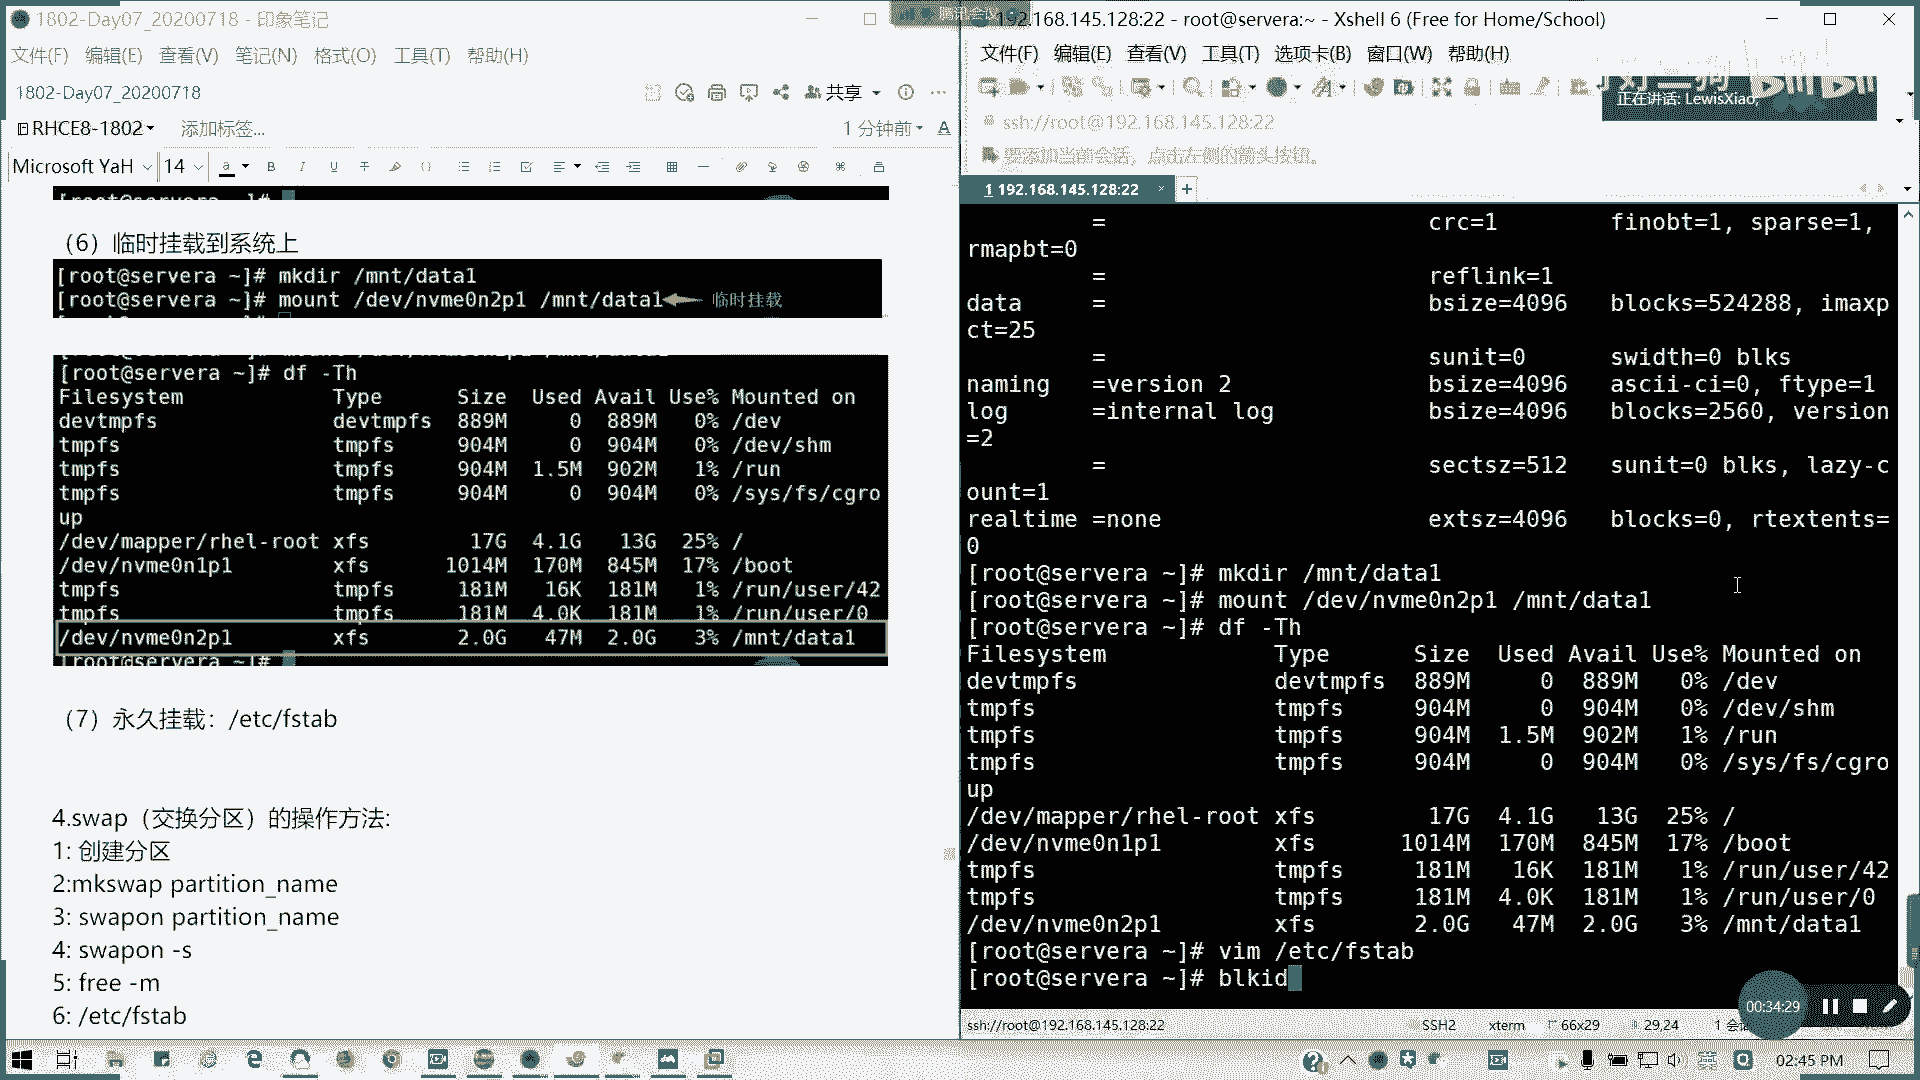 1802-Day07_20200718 - 印象笔记
文件(F) 编辑(E) 查看(V) 笔记(N) 格式(O) 工具(T) 帮助(H)
1802-Day07_20200718
共享
RHCE8-1802 添加标签...
1 分钟前
Microsoft YaH 14
（6）临时挂载到系统上
[root@servera ~]# mkdir /mnt/data1
[root@servera ~]# mount /dev/nvme0n2p1 /mnt/data1 临时挂载
[root@servera ~]# df -Th
Filesystem Type Size Used Avail Use% Mounted on
devtmpfs devtmpfs 889M 0 889M 0% /dev
tmpfs tmpfs 904M 0 904M 0% /dev/shm
tmpfs tmpfs 904M 1.5M 902M 1% /run
tmpfs tmpfs 904M 0 904M 0% /sys/fs/cgro
up
/dev/mapper/rhel-root xfs 17G 4.1G 13G 25% /
/dev/nvme0n1p1 xfs 1014M 170M 845M 17% /boot
tmpfs tmpfs 181M 16K 181M 1% /run/user/42
tmpfs tmpfs 181M 4.0K 181M 1% /run/user/0
/dev/nvme0n2p1 xfs 2.0G 47M 2.0G 3% /mnt/data1
[root@servera ~]#
（7）永久挂载：/etc/fstab
4.swap（交换分区）的操作方法:
1: 创建分区
2:mkswap partition_name
3: swapon partition_name
4: swapon -s
5: free -m
6: /etc/fstab
腾讯会议
192.168.145.128:22 - root@servera:~ - Xshell 6 (Free for Home/School)
文件(F) 编辑(E) 查看(V) 工具(T) 选项卡(B) 窗口(W) 帮助(H)
正在讲话: LewisXiao;
ssh://root@192.168.145.128:22
要添加当前会话，点击左侧的箭头按钮。
1 192.168.145.128:22
= crc=1 finobt=1, sparse=1,
rmapbt=0
= reflink=1
data = bsize=4096 blocks=524288, imaxp
ct=25
= sunit=0 swidth=0 blks
naming =version 2 bsize=4096 ascii-ci=0, ftype=1
log =internal log bsize=4096 blocks=2560, version
=2
= sectsz=512 sunit=0 blks, lazy-c
ount=1
realtime =none extsz=4096 blocks=0, rtextents=
0
[root@servera ~]# mkdir /mnt/data1
[root@servera ~]# mount /dev/nvme0n2p1 /mnt/data1
[root@servera ~]# df -Th
Filesystem Type Size Used Avail Use% Mounted on
devtmpfs devtmpfs 889M 0 889M 0% /dev
tmpfs tmpfs 904M 0 904M 0% /dev/shm
tmpfs tmpfs 904M 1.5M 902M 1% /run
tmpfs tmpfs 904M 0 904M 0% /sys/fs/cgro
up
/dev/mapper/rhel-root xfs 17G 4.1G 13G 25% /
/dev/nvme0n1p1 xfs 1014M 170M 845M 17% /boot
tmpfs tmpfs 181M 16K 181M 1% /run/user/42
tmpfs tmpfs 181M 4.0K 181M 1% /run/user/0
/dev/nvme0n2p1 xfs 2.0G 47M 2.0G 3% /mnt/data1
[root@servera ~]# vim /etc/fstab
[root@servera ~]# blkid
00:34:29
ssh://root@192.168.145.128:22 SSH2 xterm 66x29 29,24
02:45 PM